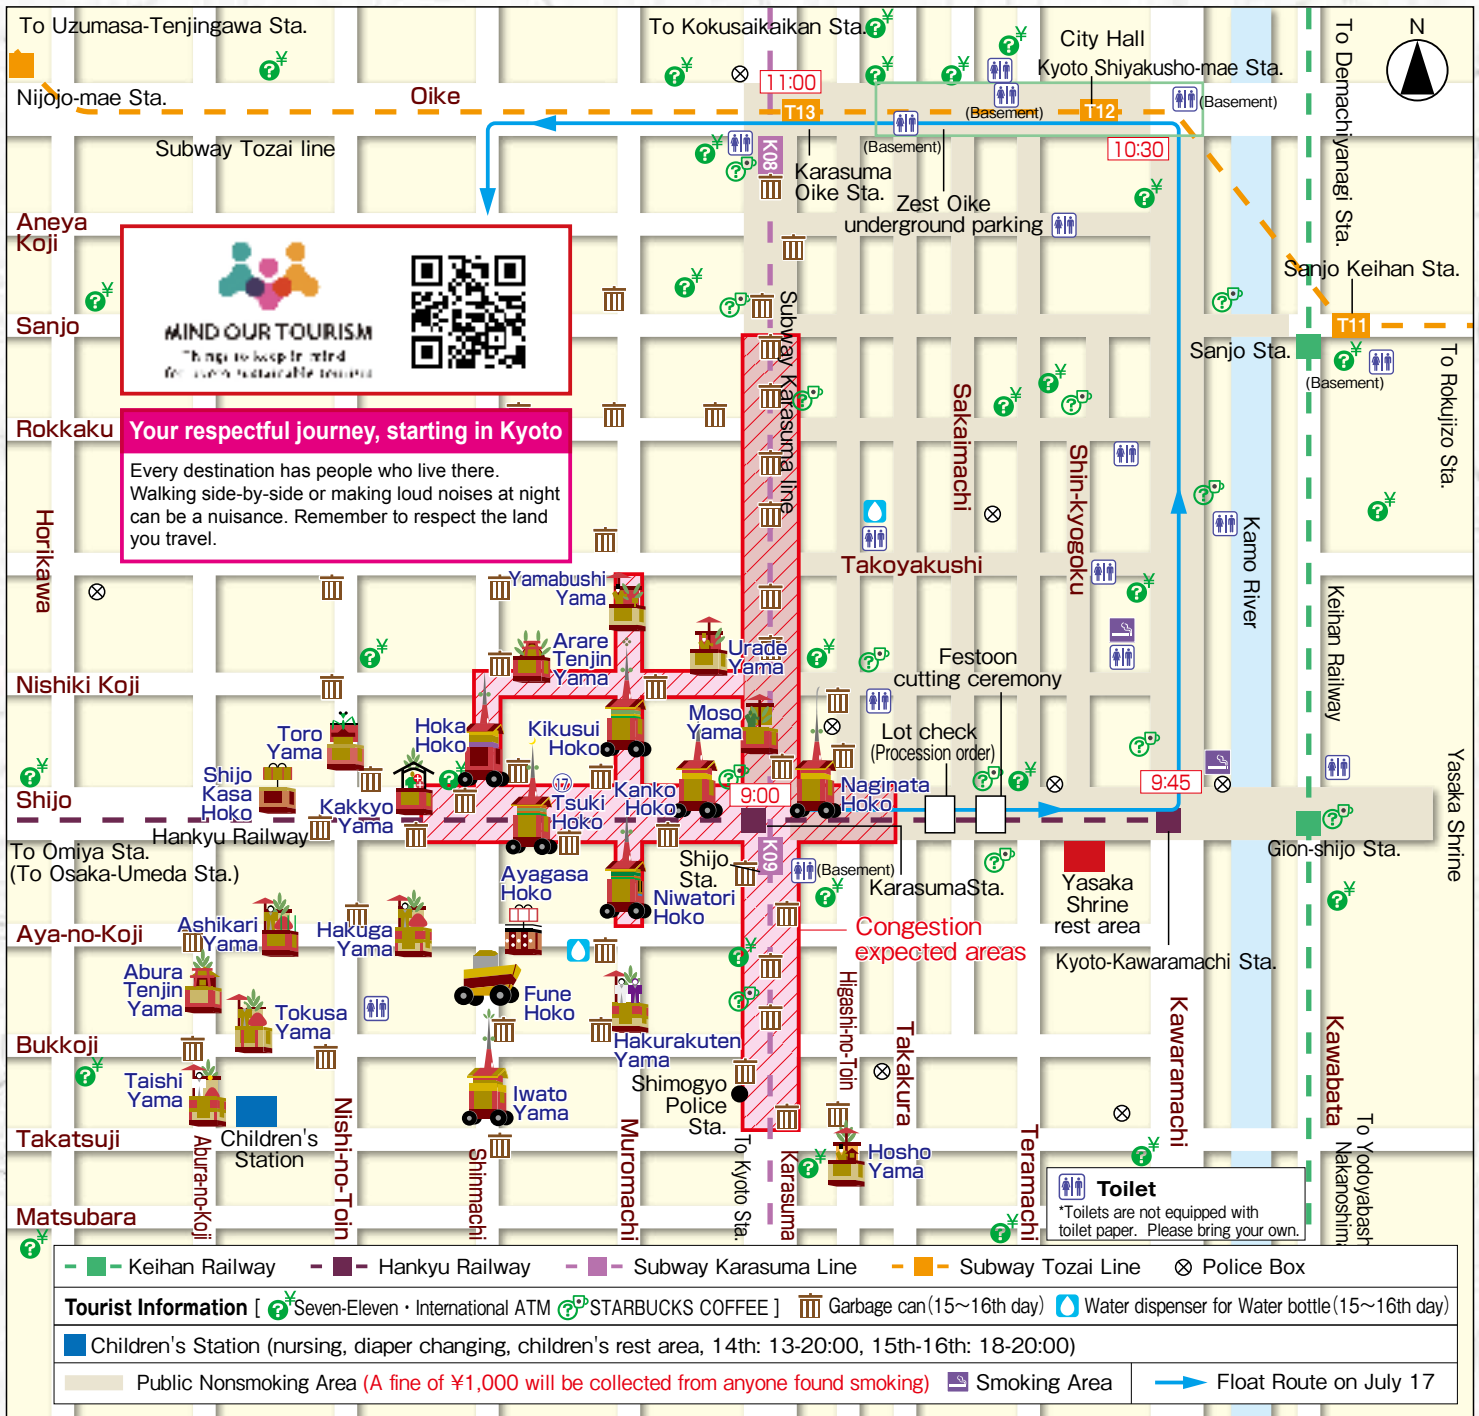 To Uzumasa-Tenjingawa Sta.
To Kokusaikaikan Sta.
City Hall
Kyoto Shiyakusho-mae Sta.
To Demachiyanagi Sta.
N
Nijojo-mae Sta.
Oike
11:00
T13
(Basement)
T12
(Basement)
Subway Tozai line
K08
(Basement)
10:30
Karasuma
Oike Sta.
Zest Oike
underground parking
Aneya
Koji
Sanjo Keihan Sta.
T11
Sanjo
MIND OUR TOURISM
Things to keep in mind
for
Subway Karasuma line
Sanjo Sta.
(Basement)
To Rokujizo Sta.
Rokkaku
Your respectful journey, starting in Kyoto
Every destination has people who live there.
Walking side-by-side or making loud noises at night
can be a nuisance. Remember to respect the land
you travel.
Sakaimachi
Shin-kyogoku
Horikawa
Kamo River
Takoyakushi
Keihan Railway
Yamabushi
Yama
Arare
Tenjin
Yama
Urade
Yama
Festoon
cutting ceremony
Nishiki Koji
Toro
Yama
Hoka
Hoko
Kikusui
Hoko
Moso
Yama
Lot check
(Procession order)
Shijo
Kasa
Hoko
Shijo
Kakkyo
Yama
17
Tsuki
Hoko
Kanko
Hoko
9:00
Naginata
Hoko
9:45
Yasaka Shrine
Hankyu Railway
K09
To Omiya Sta.
(To Osaka-Umeda Sta.)
Shijo
Sta.
(Basement)
KarasumaSta.
Gion-shijo Sta.
Ayagasa
Hoko
Niwatori
Hoko
Yasaka
Shrine
rest area
Ashikari
Yama
Hakuga
Yama
Aya-no-Koji
Congestion
expected areas
Kyoto-Kawaramachi Sta.
Abura
Tenjin
Yama
Tokusa
Yama
Fune
Hoko
Hakurakuten
Yama
Higashi-no-Toin
Takakura
Kawaramachi
Kawabata
Bukkoji
Taishi
Yama
Iwato
Yama
Shimogyo
Police
Sta.
Children's
Station
Takatsuji
Abura-no-Koji
Nishi-no-Toin
Shinmachi
Muromachi
To Kyoto Sta.
Karasuma
Hosho
Yama
Teramachi
To Yodoyabash
Nakanoshim
Toilet
*Toilets are not equipped with
toilet paper. Please bring your own.
Matsubara
Keihan Railway
Hankyu Railway
Subway Karasuma Line
Subway Tozai Line
Police Box
Tourist Information [ Seven-Eleven・International ATM STARBUCKS COFFEE ] Garbage can(15~16th day) Water dispenser for Water bottle(15~16th day)
Children's Station (nursing, diaper changing, children's rest area, 14th: 13-20:00, 15th-16th: 18-20:00)
Public Nonsmoking Area (A fine of ¥1,000 will be collected from anyone found smoking) Smoking Area
Float Route on July 17